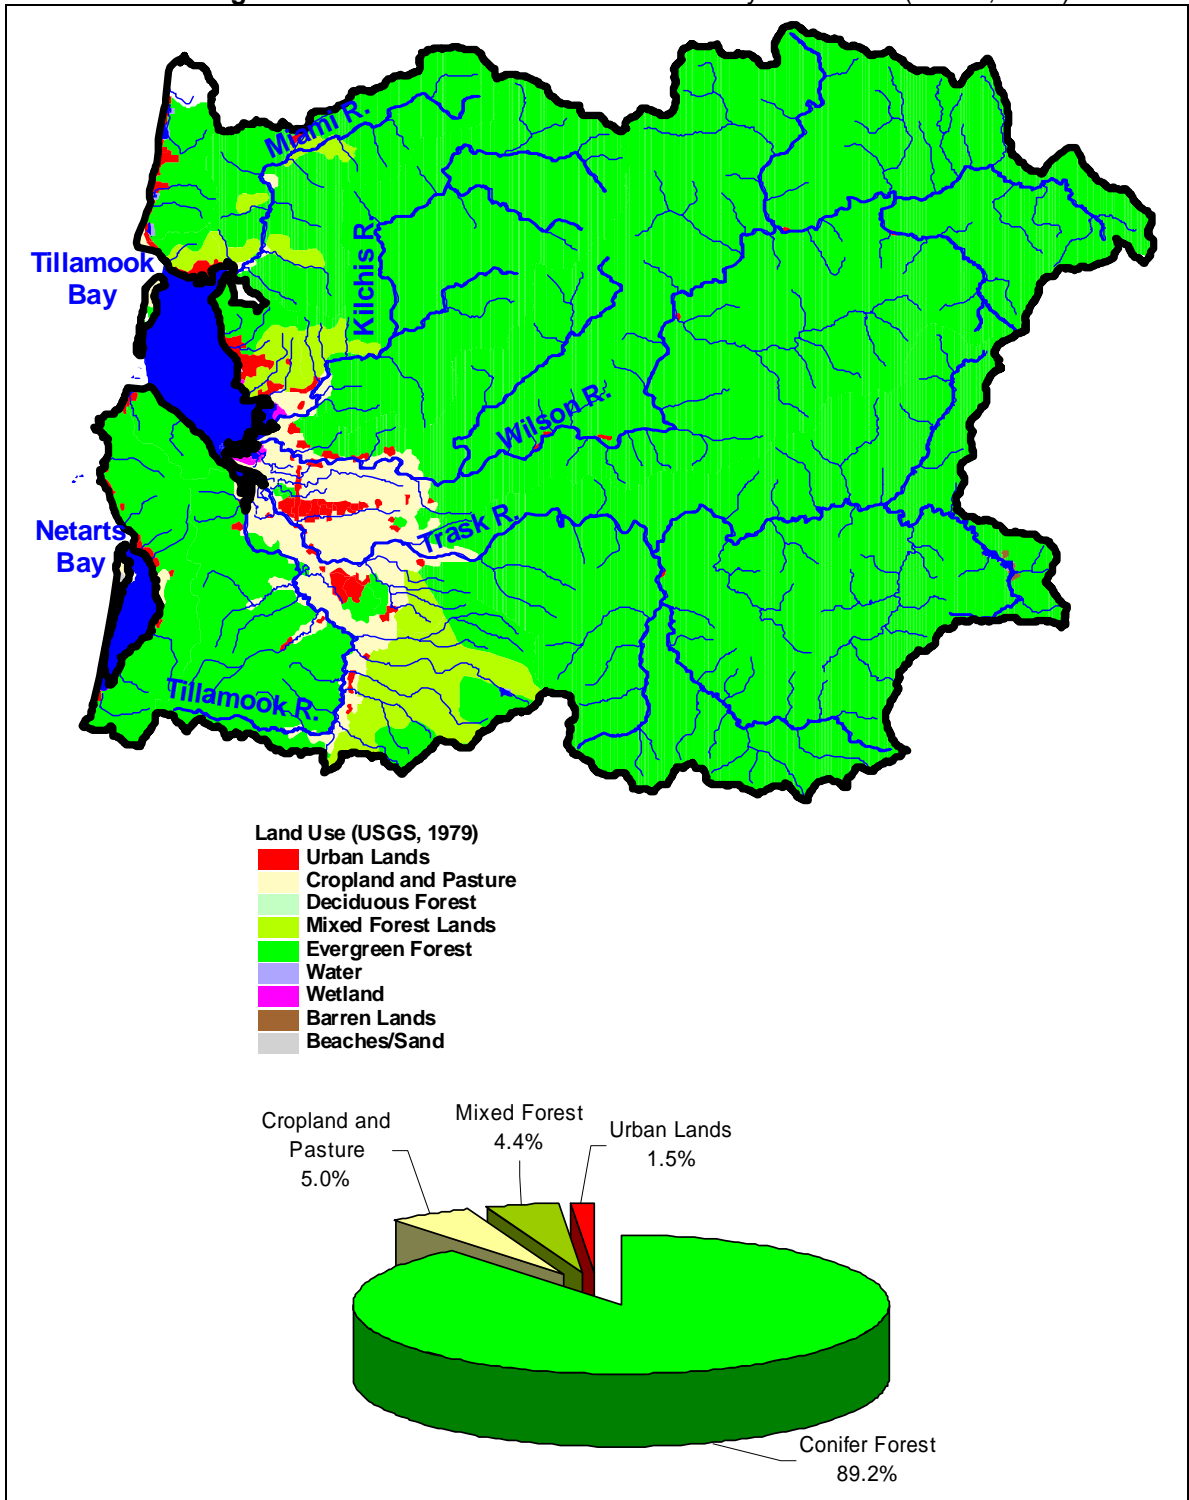 Miami R.
Kilchis R.
Tillamook
Bay
Wilson R.
Trask R.
Netarts
Bay
Tillamook R.
Land Use (USGS, 1979)
Urban Lands
Cropland and Pasture
Deciduous Forest
Mixed Forest Lands
Evergreen Forest
Water
Wetland
Barren Lands
Beaches/Sand
Cropland and
Pasture
5.0%
Mixed Forest
4.4%
Urban Lands
1.5%
Conifer Forest
89.2%